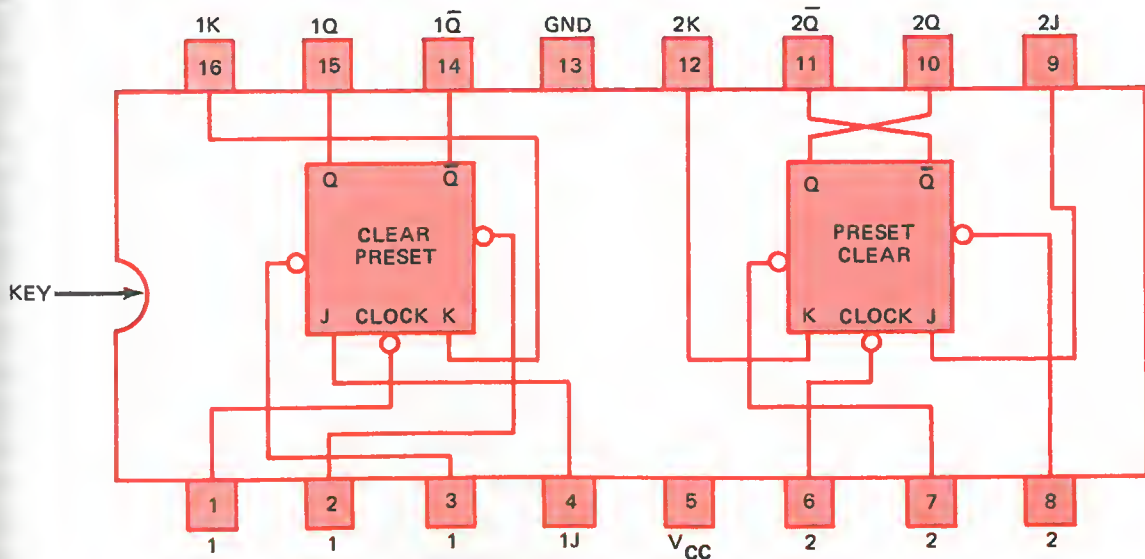 1K 1Q 1Q̅ GND 2K 2Q̅ 2Q 2J
16 15 14 13 12 11 10 9
Q Q̅ Q Q̅
CLEAR PRESET
PRESET CLEAR
J CLOCK K K CLOCK J
KEY
1 2 3 4 5 6 7 8
1 1 1 1J VCC 2 2 2